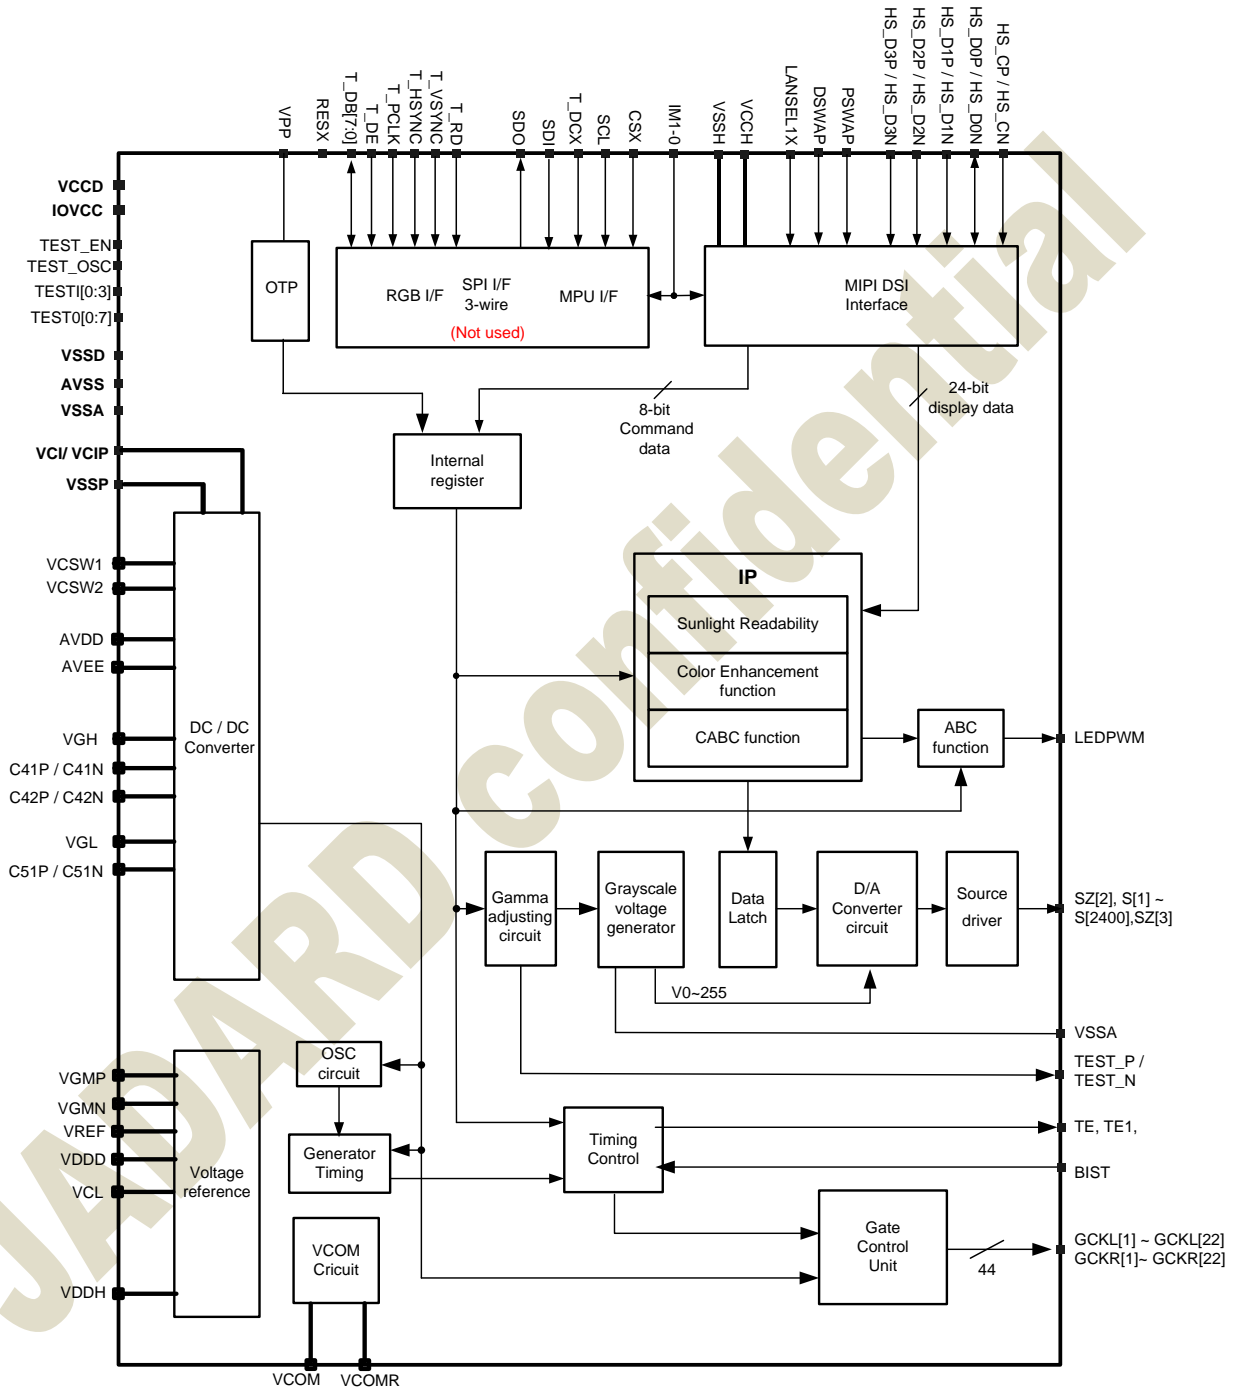 VPP
RESX
T_DB[7:0]
T_DE
T_PCLK
T_HSYNC
T_VSYNC
T_RD
SDO
SDI
T_DCX
SCL
CSX
IM1-0
VSSH
VCCH
LANSEL1X
DSWAP
PSWAP
HS_D3P / HS_D3N
HS_D2P / HS_D2N
HS_D1P / HS_D1N
HS_D0P / HS_D0N
HS_CP / HS_CN
VCCD
IOVCC
TEST_EN
TEST_OSC
TESTI[0:3]
TEST0[0:7]
VSSD
AVSS
VSSA
VCI/ VCIP
VSSP
VCSW1
VCSW2
AVDD
AVEE
VGH
C41P / C41N
C42P / C42N
VGL
C51P / C51N
VGMP
VGMN
VREF
VDDD
VCL
VDDH
OTP
RGB I/F
SPI I/F
3-wire
(Not used)
MPU I/F
MIPI DSI
Interface
8-bit
Command
data
24-bit
display data
Internal
register
IP
Sunlight Readability
Color Enhancement
function
CABC function
ABC
function
LEDPWM
DC / DC
Converter
Gamma
adjusting
circuit
Grayscale
voltage
generator
Data
Latch
D/A
Converter
circuit
Source
driver
SZ[2], S[1] ~
S[2400],SZ[3]
V0~255
VSSA
TEST_P /
TEST_N
OSC
circuit
Generator
Timing
Timing
Control
TE, TE1,
BIST
Voltage
reference
VCOM
Cricuit
Gate
Control
Unit
44
GCKL[1] ~ GCKL[22]
GCKR[1]~ GCKR[22]
VCOM
VCOMR
JADARD confidential